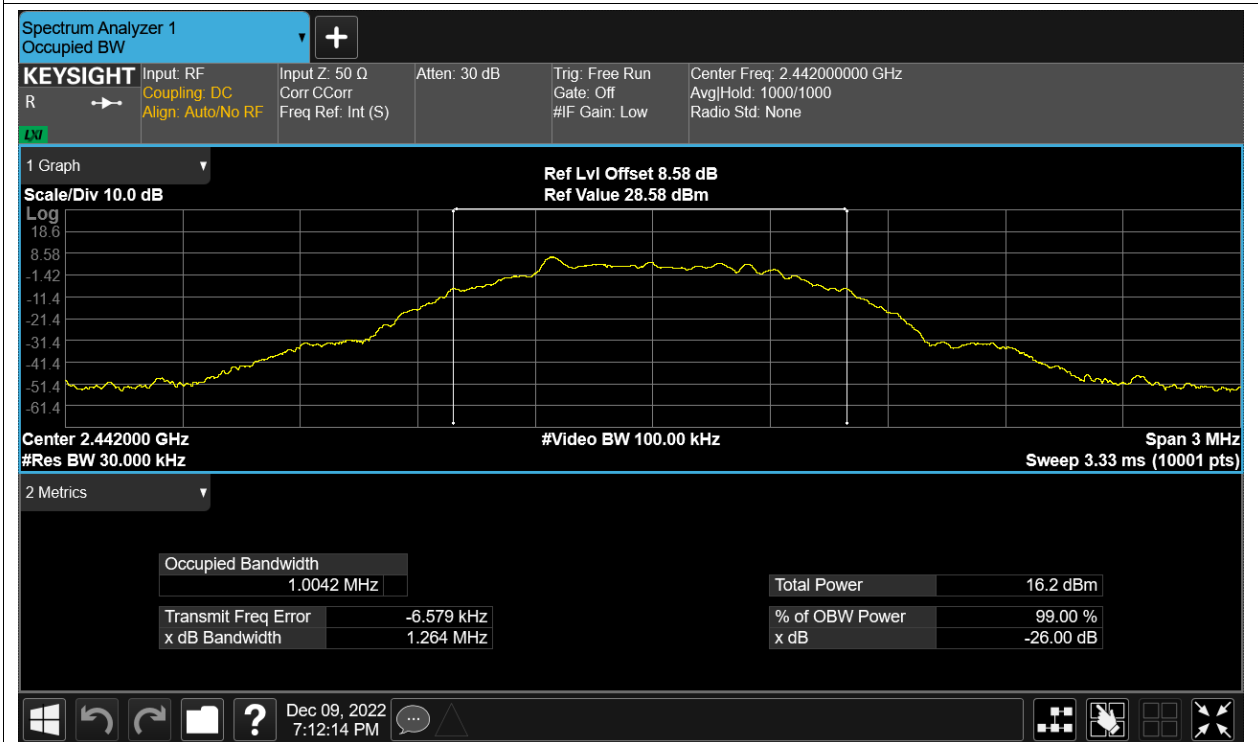 Spectrum Analyzer 1
Occupied BW
KEYSIGHT
R
LXI
Input: RF
Coupling: DC
Align: Auto/No RF
Input Z: 50 Ω
Corr CCorr
Freq Ref: Int (S)
Atten: 30 dB
Trig: Free Run
Gate: Off
#IF Gain: Low
Center Freq: 2.442000000 GHz
Avg|Hold: 1000/1000
Radio Std: None
1 Graph
Scale/Div 10.0 dB
Ref Lvl Offset 8.58 dB
Ref Value 28.58 dBm
Log
18.6
8.58
-1.42
-11.4
-21.4
-31.4
-41.4
-51.4
-61.4
Center 2.442000 GHz
#Res BW 30.000 kHz
#Video BW 100.00 kHz
Span 3 MHz
Sweep 3.33 ms (10001 pts)
2 Metrics
Occupied Bandwidth
1.0042 MHz
Transmit Freq Error -6.579 kHz
x dB Bandwidth 1.264 MHz
Total Power 16.2 dBm
% of OBW Power 99.00 %
x dB -26.00 dB
?
Dec 09, 2022
7:12:14 PM